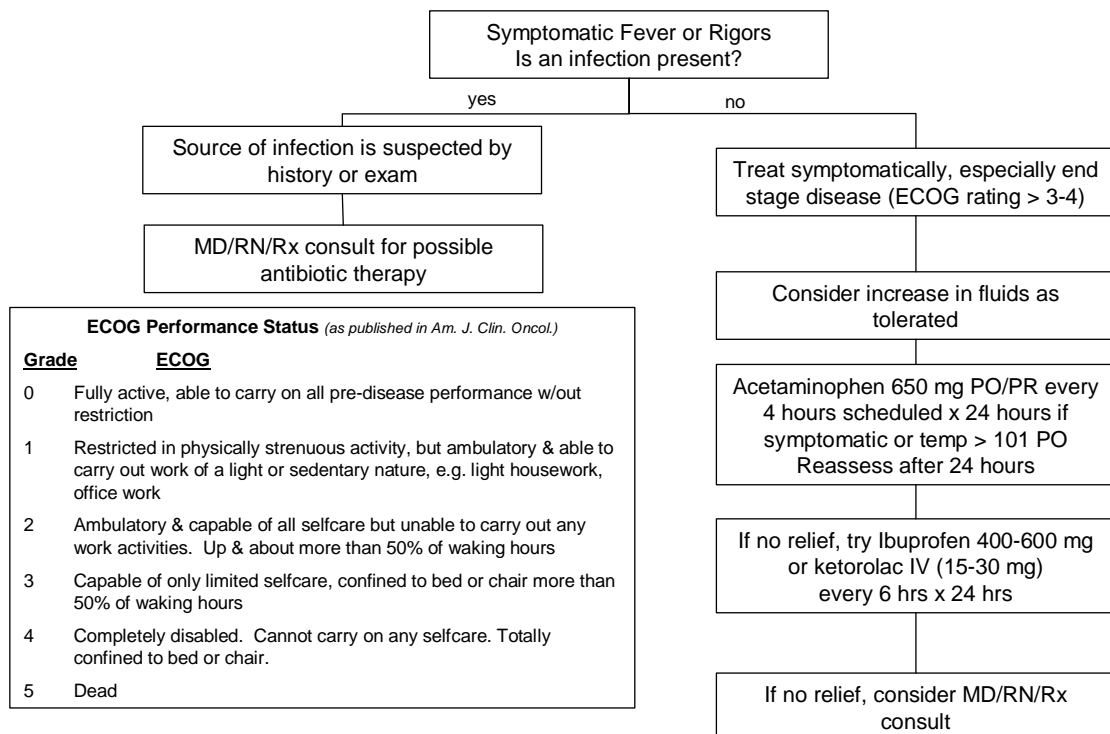 Symptomatic Fever or Rigors
Is an infection present?
yes
no
Source of infection is suspected by
history or exam
MD/RN/Rx consult for possible
antibiotic therapy
Treat symptomatically, especially end
stage disease (ECOG rating > 3-4)
Consider increase in fluids as
tolerated
Acetaminophen 650 mg PO/PR every
4 hours scheduled x 24 hours if
symptomatic or temp > 101 PO
Reassess after 24 hours
If no relief, try Ibuprofen 400-600 mg
or ketorolac IV (15-30 mg)
every 6 hrs x 24 hrs
If no relief, consider MD/RN/Rx
consult
ECOG Performance Status (as published in Am. J. Clin. Oncol.)
Grade ECOG
0 Fully active, able to carry on all pre-disease performance w/out
restriction
1 Restricted in physically strenuous activity, but ambulatory & able to
carry out work of a light or sedentary nature, e.g. light housework,
office work
2 Ambulatory & capable of all selfcare but unable to carry out any
work activities. Up & about more than 50% of waking hours
3 Capable of only limited selfcare, confined to bed or chair more than
50% of waking hours
4 Completely disabled. Cannot carry on any selfcare. Totally
confined to bed or chair.
5 Dead